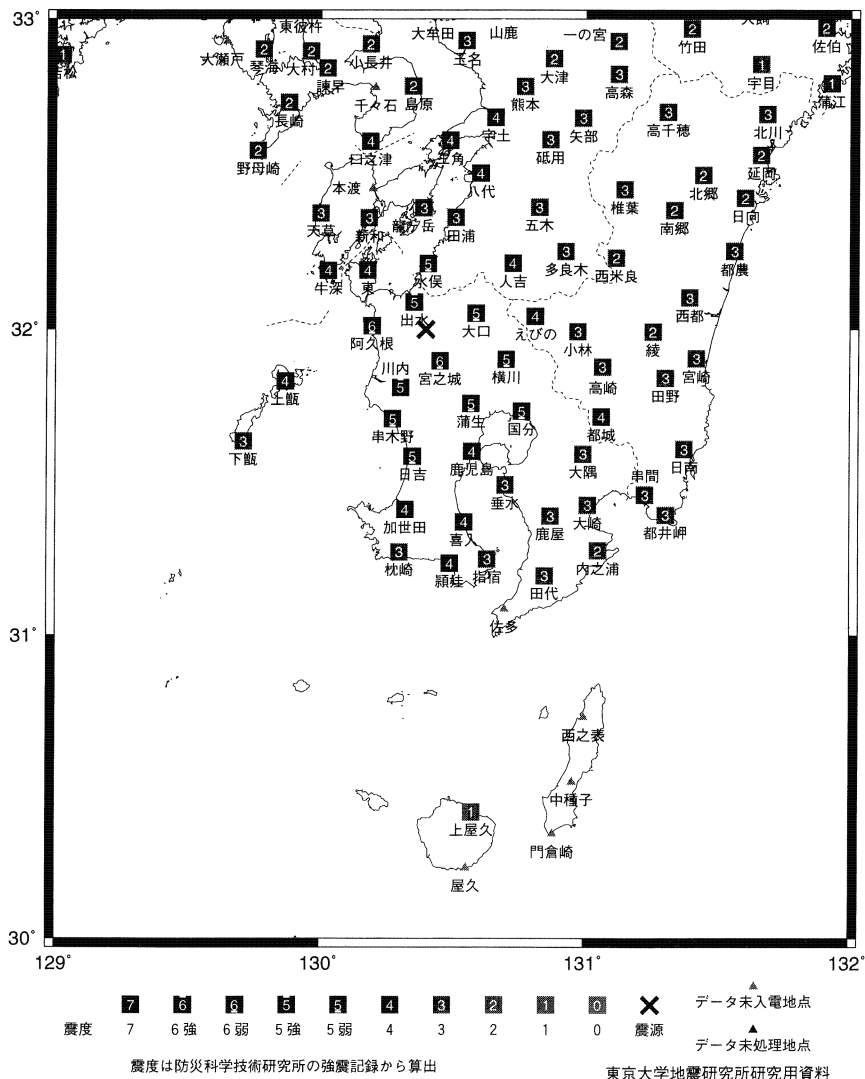 33°
東彼杵
大牟田
山鹿
一の宮
2
2
竹田
2
佐伯
1
若松
大瀬戸
2
琴海
2
大村
2
小長井
3
玉名
2
大津
3
高森
1
宇目
1
蒲江
2
諫早
千々石
2
島原
3
熊本
2
長崎
3
宇土
3
矢部
3
高千穂
3
北川
2
野母崎
4
口之津
4
三角
3
砥用
2
延岡
本渡
4
八代
3
椎葉
2
北郷
2
日向
3
天草
3
新和
3
龍ヶ岳
3
田浦
3
五木
3
南郷
4
牛深
4
東
5
水俣
4
人吉
3
多良木
2
西米良
3
都農
5
出水
5
大口
4
えびの
3
西都
32°
6
阿久根
3
小林
3
綾
川内
5
6
宮之城
5
横川
3
高崎
3
田野
3
宮崎
4
上甑
5
串木野
5
蒲生
5
国分
4
都城
3
下甑
5
日吉
4
鹿児島
3
大隅
3
日南
3
垂水
串間
3
4
加世田
4
喜入
3
鹿屋
3
大崎
3
都井岬
3
枕崎
4
頴娃
3
指宿
3
田代
2
内之浦
31°
佐多
西之表
中種子
1
上屋久
門倉崎
屋久
30°
129°
130°
131°
132°
7 6 6 5 5 4 3 2 1 0
データ未入電地点
震度 7 6強 6弱 5強 5弱 4 3 2 1 0 震源
データ未処理地点
震度は防災科学技術研究所の強震記録から算出
東京大学地震研究所研究用資料